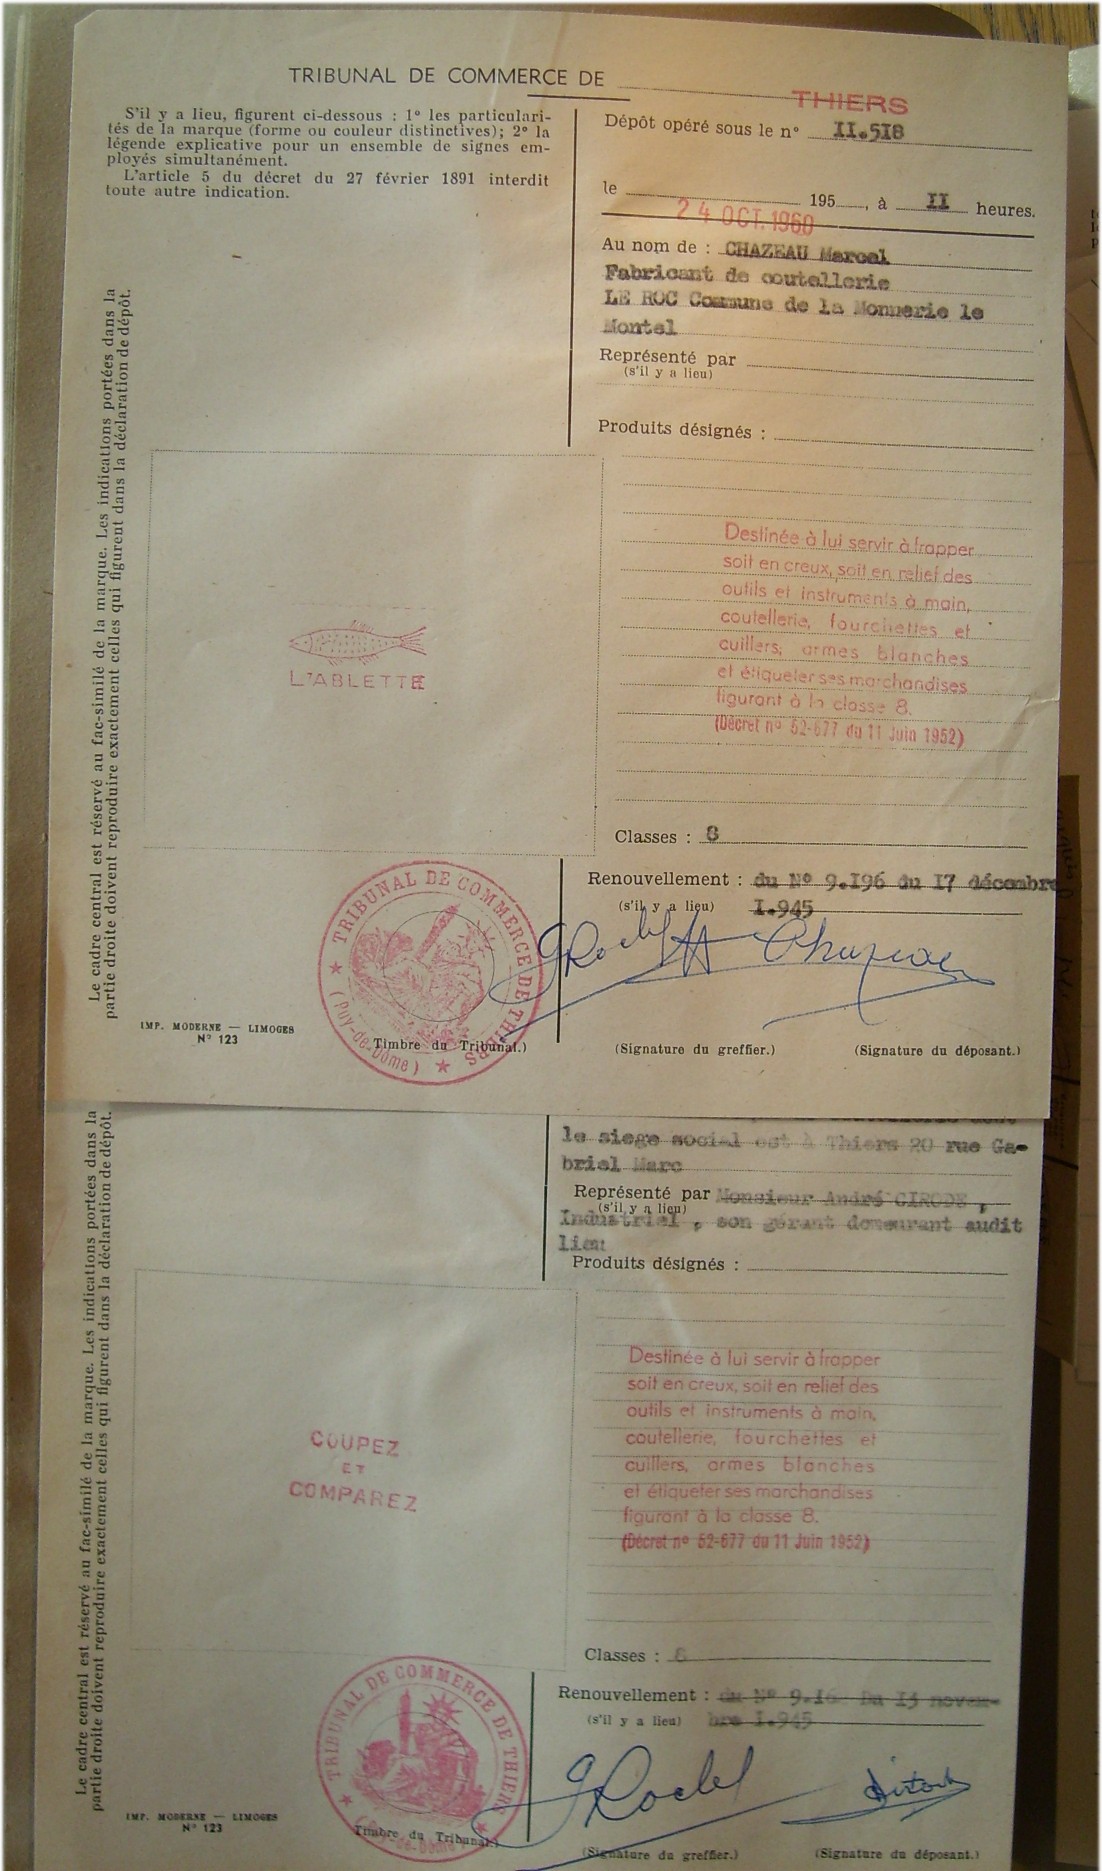 TRIBUNAL DE COMMERCE DE THIERS
S'il y a lieu, figurent ci-dessous : 1° les particulari-
tés de la marque (forme ou couleur distinctives); 2° la
légende explicative pour un ensemble de signes em-
ployés simultanément.
L'article 5 du décret du 27 février 1891 interdit
toute autre indication.
Dépôt opéré sous le n° II.518
le 24 OCT. 1960 195 , à II heures.
Au nom de : CHAZEAU Marcel
Fabricant de coutellerie
LE ROC Commune de la Monnerie le
Montel
Représenté par
(s'il y a lieu)
Produits désignés :
Le cadre central est réservé au fac-similé de la marque. Les indications portées dans la
partie droite doivent reproduire exactement celles qui figurent dans la déclaration de dépôt.
L'ABLETTE
Destinée à lui servir à frapper
soit en creux, soit en relief des
outils et instruments à main,
coutellerie, fourchettes et
cuillers, armes blanches
et étiqueter ses marchandises
figurant à la classe 8.
(Décret n° 52-677 du 11 Juin 1952)
Classes : 8
Renouvellement : du N° 9.196 du 17 décembre
(s'il y a lieu) I.945
TRIBUNAL DE COMMERCE DE THIERS
(Puy-de-Dôme)
IMP. MODERNE — LIMOGES
N° 123
Timbre du Tribunal.)
(Signature du greffier.)
(Signature du déposant.)
le siege social est à Thiers 20 rue Ga-
briel Marc
Représenté par Monsieur André CIRODE ,
(s'il y a lieu)
Industriel , son gérant demeurant audit
lieu
Produits désignés :
Le cadre central est réservé au fac-similé de la marque. Les indications portées dans la
partie droite doivent reproduire exactement celles qui figurent dans la déclaration de dépôt.
COUPEZ
ET
COMPAREZ
Destinée à lui servir à frapper
soit en creux, soit en relief des
outils et instruments à main,
coutellerie, fourchettes et
cuillers, armes blanches
et étiqueter ses marchandises
figurant à la classe 8.
(Décret n° 52-677 du 11 Juin 1952)
Classes :
Renouvellement : du N° Du 13 novem-
(s'il y a lieu) bre I.945
TRIBUNAL DE COMMERCE DE THIERS
(Puy-de-Dôme)
IMP. MODERNE — LIMOGES
N° 123
Timbre du Tribunal.)
(Signature du greffier.)
(Signature du déposant.)